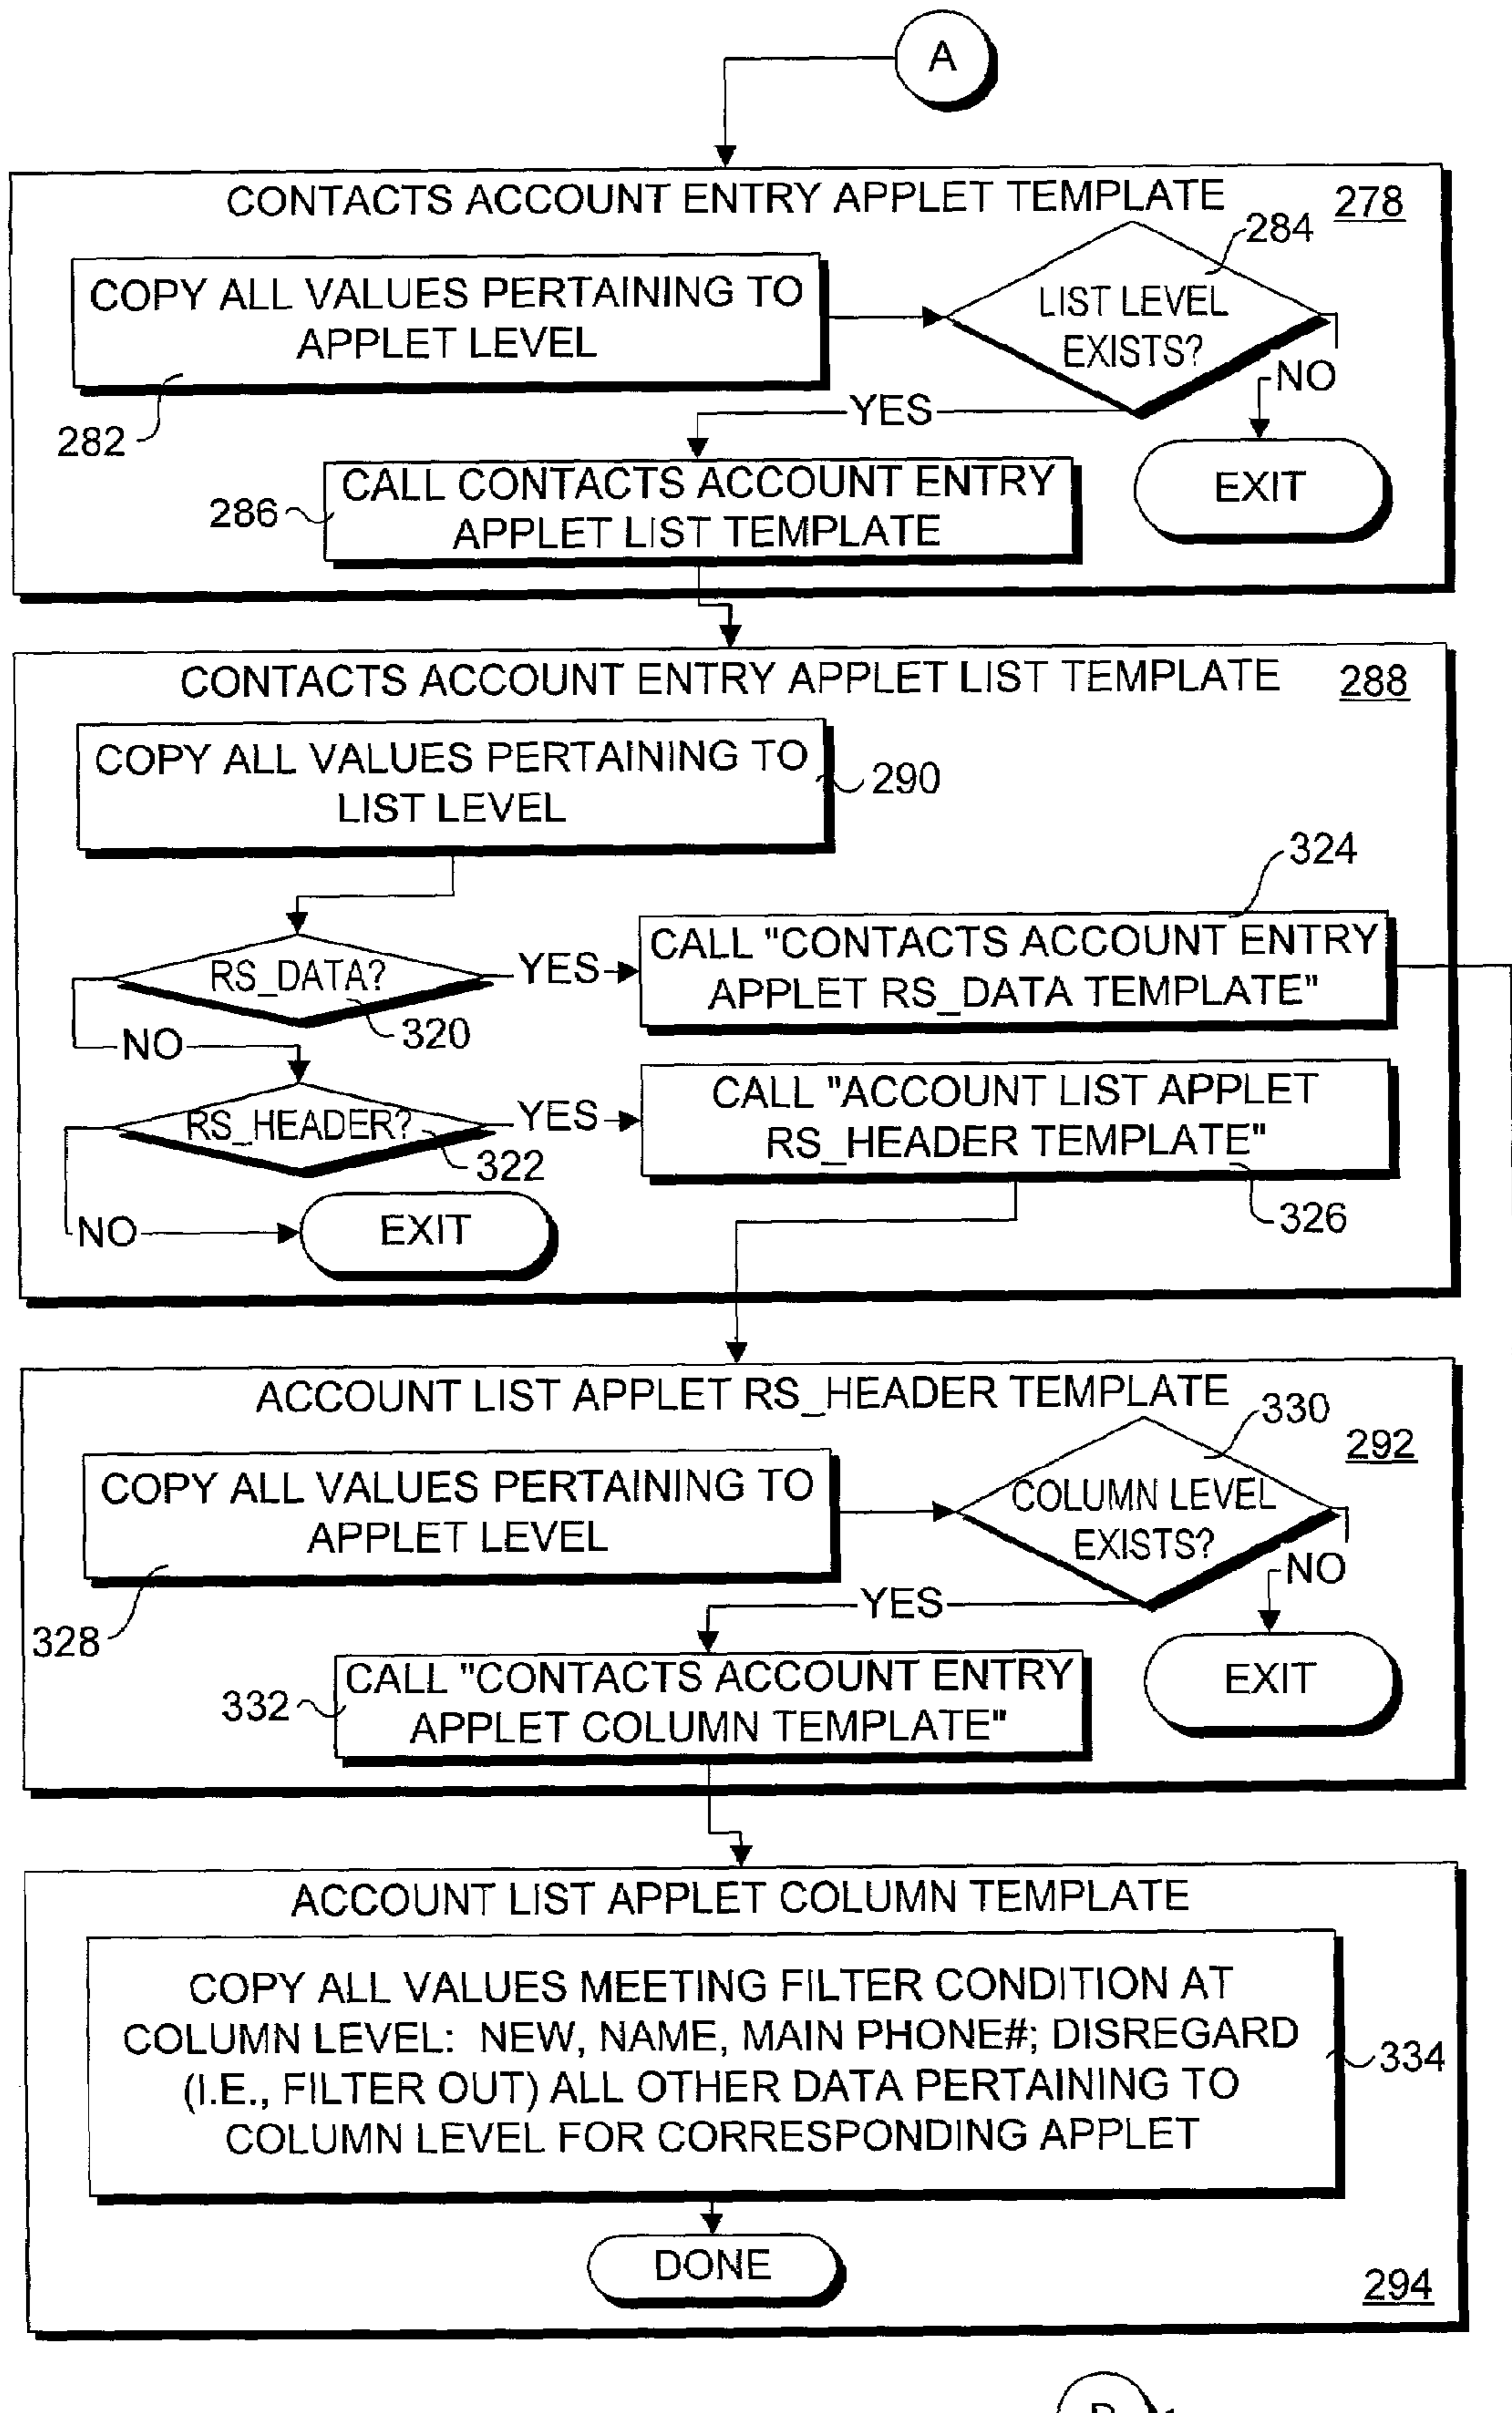 A
CONTACTS ACCOUNT ENTRY APPLET TEMPLATE
278
284
COPY ALL VALUES PERTAINING TO
APPLET LEVEL
LIST LEVEL
EXISTS?
NO
YES
282
EXIT
286
CALL CONTACTS ACCOUNT ENTRY
APPLET LIST TEMPLATE
CONTACTS ACCOUNT ENTRY APPLET LIST TEMPLATE
288
COPY ALL VALUES PERTAINING TO
LIST LEVEL
290
324
RS_DATA?
YES
CALL "CONTACTS ACCOUNT ENTRY
APPLET RS_DATA TEMPLATE"
320
NO
RS_HEADER?
YES
CALL "ACCOUNT LIST APPLET
RS_HEADER TEMPLATE"
322
326
NO
EXIT
ACCOUNT LIST APPLET RS_HEADER TEMPLATE
330
292
COPY ALL VALUES PERTAINING TO
APPLET LEVEL
COLUMN LEVEL
EXISTS?
NO
YES
328
EXIT
332
CALL "CONTACTS ACCOUNT ENTRY
APPLET COLUMN TEMPLATE"
ACCOUNT LIST APPLET COLUMN TEMPLATE
COPY ALL VALUES MEETING FILTER CONDITION AT
COLUMN LEVEL: NEW, NAME, MAIN PHONE#; DISREGARD
(I.E., FILTER OUT) ALL OTHER DATA PERTAINING TO
COLUMN LEVEL FOR CORRESPONDING APPLET
334
DONE
294